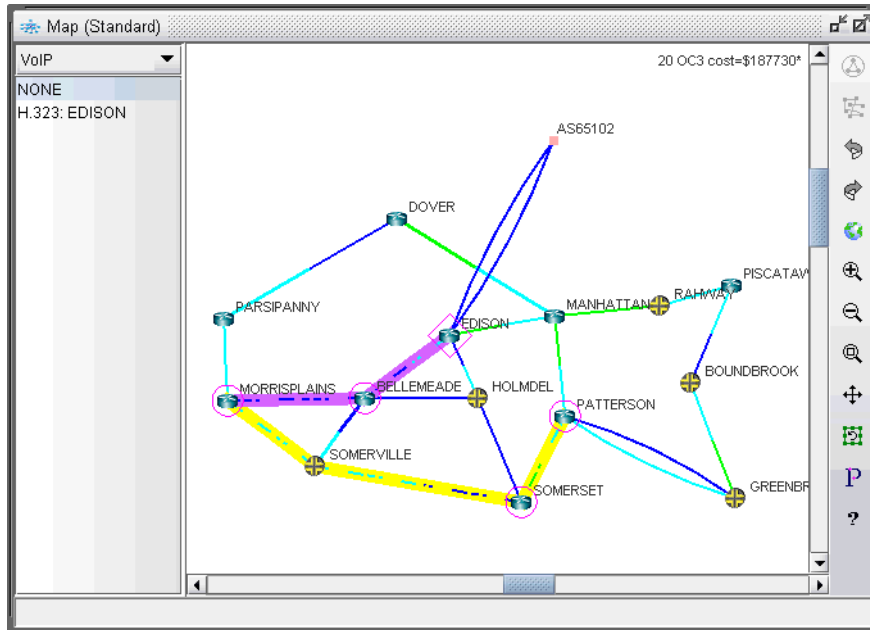 Map (Standard)
VoIP
NONE
H.323: EDISON
20 OC3 cost=$187730*
AS65102
DOVER
PISCATAW
RAHWAY
MANHATTAN
PARSIPANNY
EDISON
BOUNDBROOK
MORRISPLAINS
BELLEMEADE
HOLMDEL
PATTERSON
SOMERVILLE
SOMERSET
GREENBR
P
?